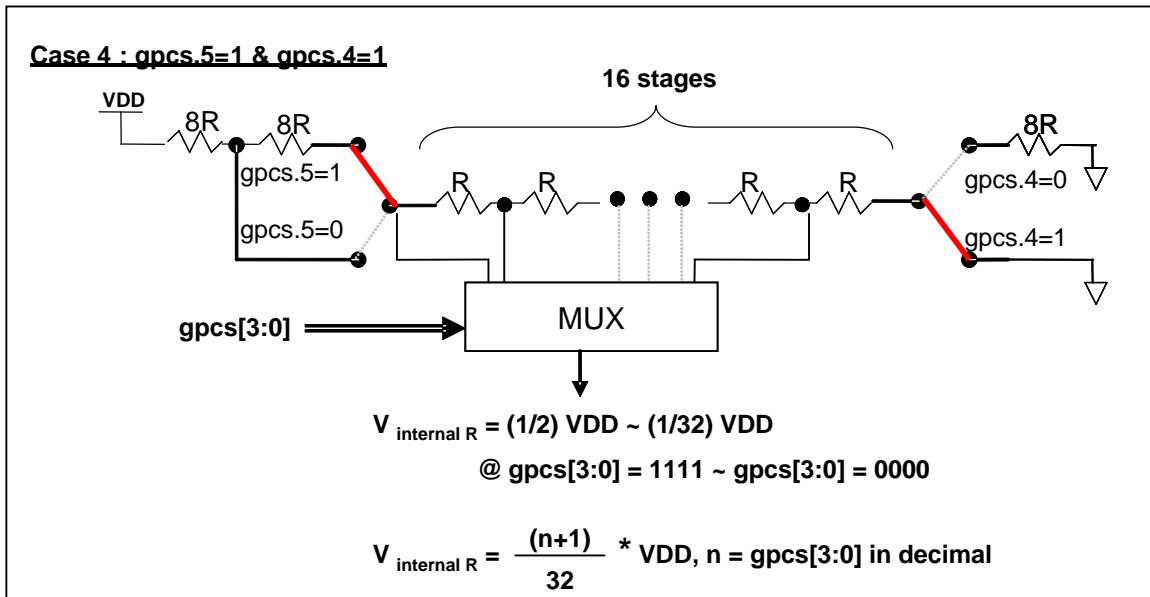 Case 4 : gpcs.5=1 & gpcs.4=1
16 stages
VDD
8R
8R
8R
gpcs.5=1
R
R
R
R
gpcs.4=0
gpcs.5=0
gpcs.4=1
MUX
gpcs[3:0]
V internal R = (1/2) VDD ~ (1/32) VDD
@ gpcs[3:0] = 1111 ~ gpcs[3:0] = 0000
V internal R = (n+1) / 32 * VDD, n = gpcs[3:0] in decimal